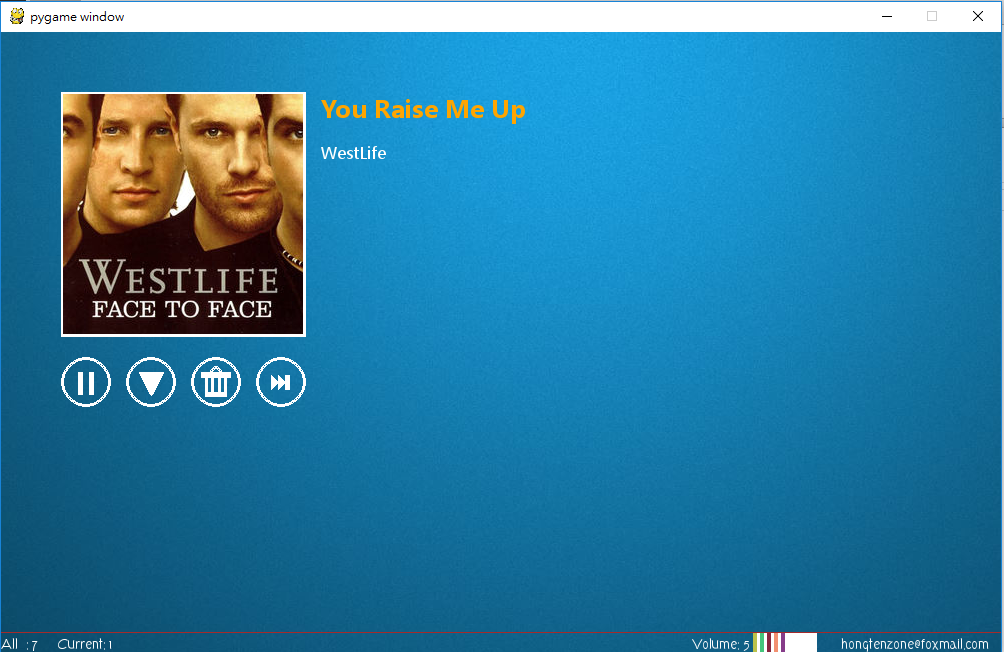 pygame window
You Raise Me Up
WestLife
WESTLIFE
FACE TO FACE
All : 7 Current: 1 Volume: 5 hongtenzone@foxmail.com